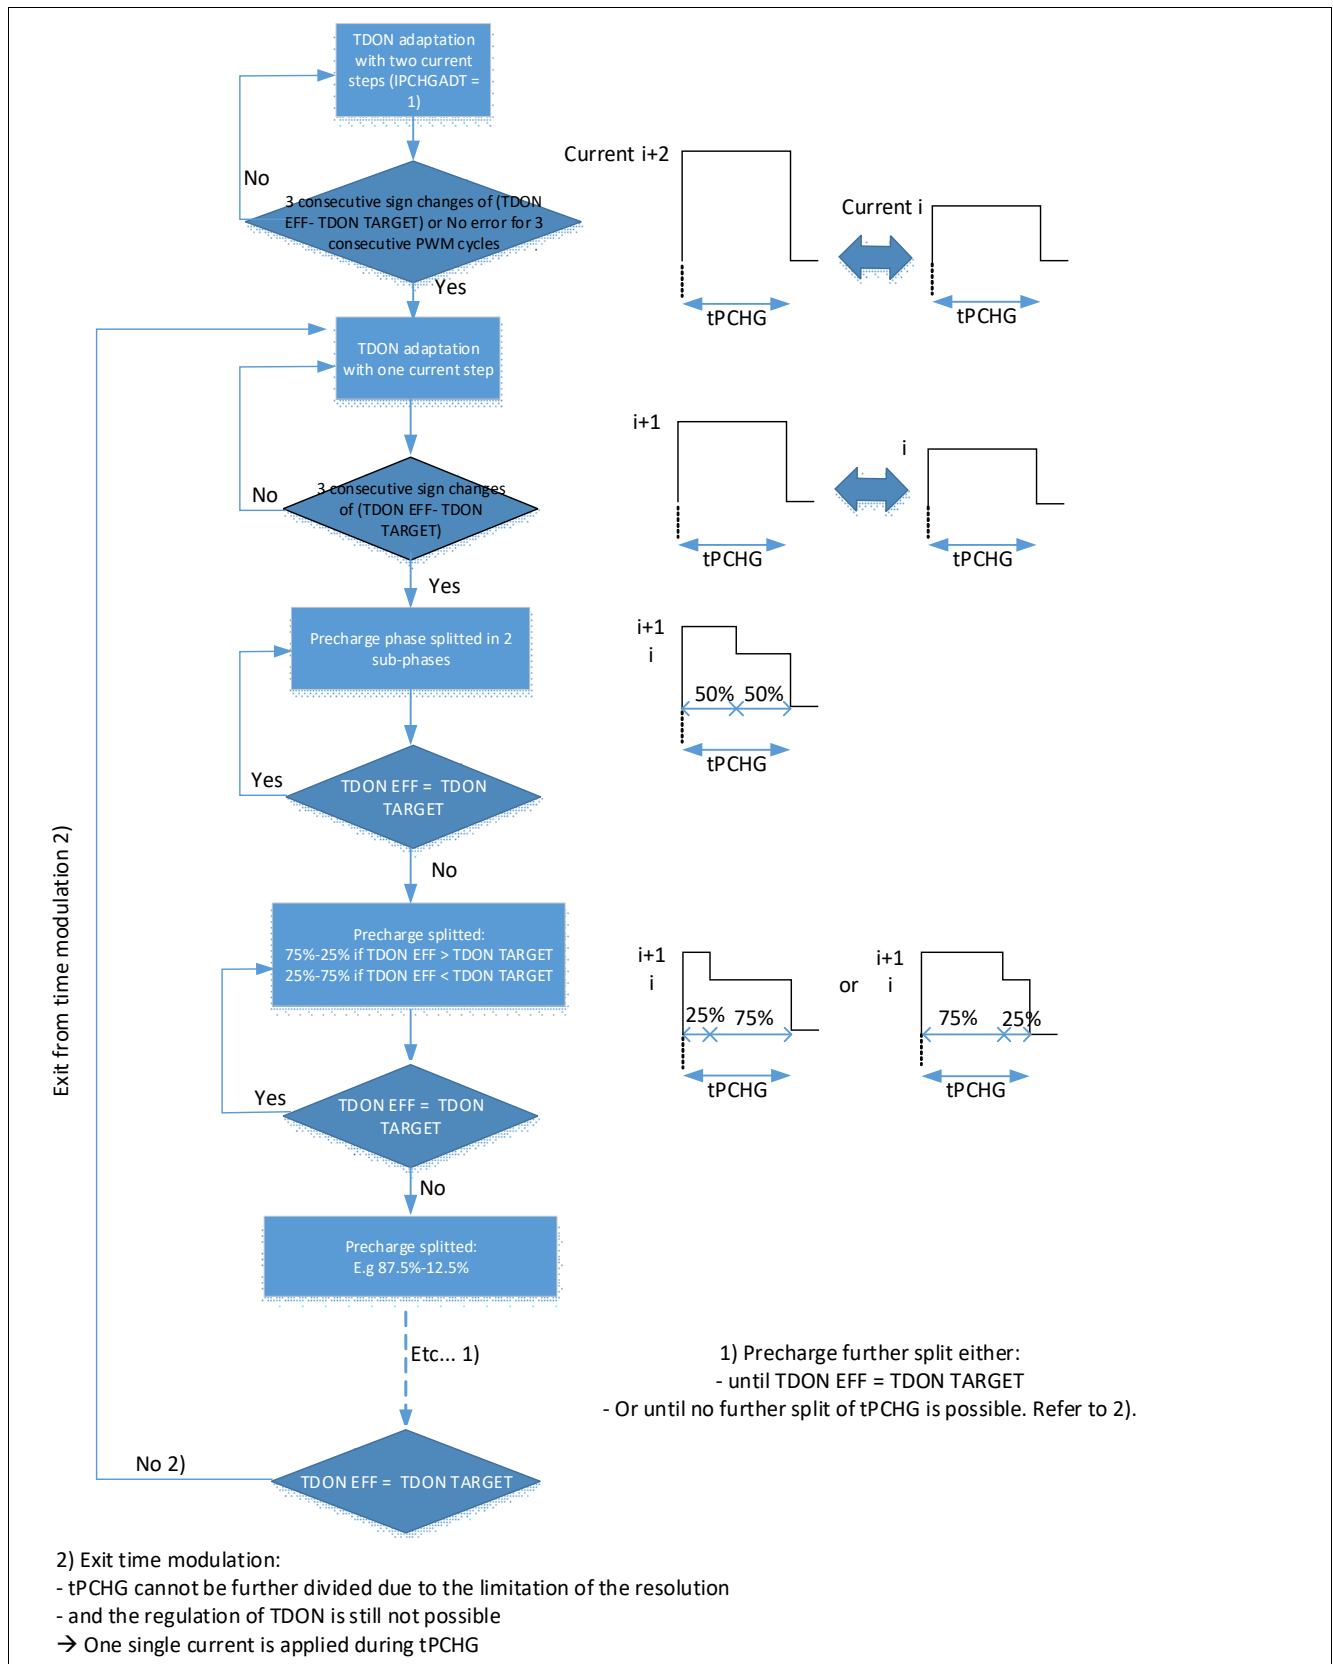 TDON adaptation
with two current
steps (IPCHGADT =
1)
No
3 consecutive sign changes of (TDON
EFF- TDON TARGET) or No error for 3
consecutive PWM cycles
Yes
Current i+2
tPCHG
Current i
tPCHG
TDON adaptation
with one current step
No
3 consecutive sign changes
of (TDON EFF- TDON
TARGET)
Yes
i+1
tPCHG
i
tPCHG
Precharge phase splitted in 2
sub-phases
i+1
i
50% 50%
tPCHG
Yes
TDON EFF = TDON
TARGET
No
Exit from time modulation 2)
Precharge splitted:
75%-25% if TDON EFF > TDON TARGET
25%-75% if TDON EFF < TDON TARGET
i+1
i
25% 75%
tPCHG
or
i+1
i
75% 25%
tPCHG
Yes
TDON EFF = TDON
TARGET
No
Precharge splitted:
E.g 87.5%-12.5%
Etc... 1)
1) Precharge further split either:
- until TDON EFF = TDON TARGET
- Or until no further split of tPCHG is possible. Refer to 2).
No 2)
TDON EFF = TDON TARGET
2) Exit time modulation:
- tPCHG cannot be further divided due to the limitation of the resolution
- and the regulation of TDON is still not possible
→ One single current is applied during tPCHG